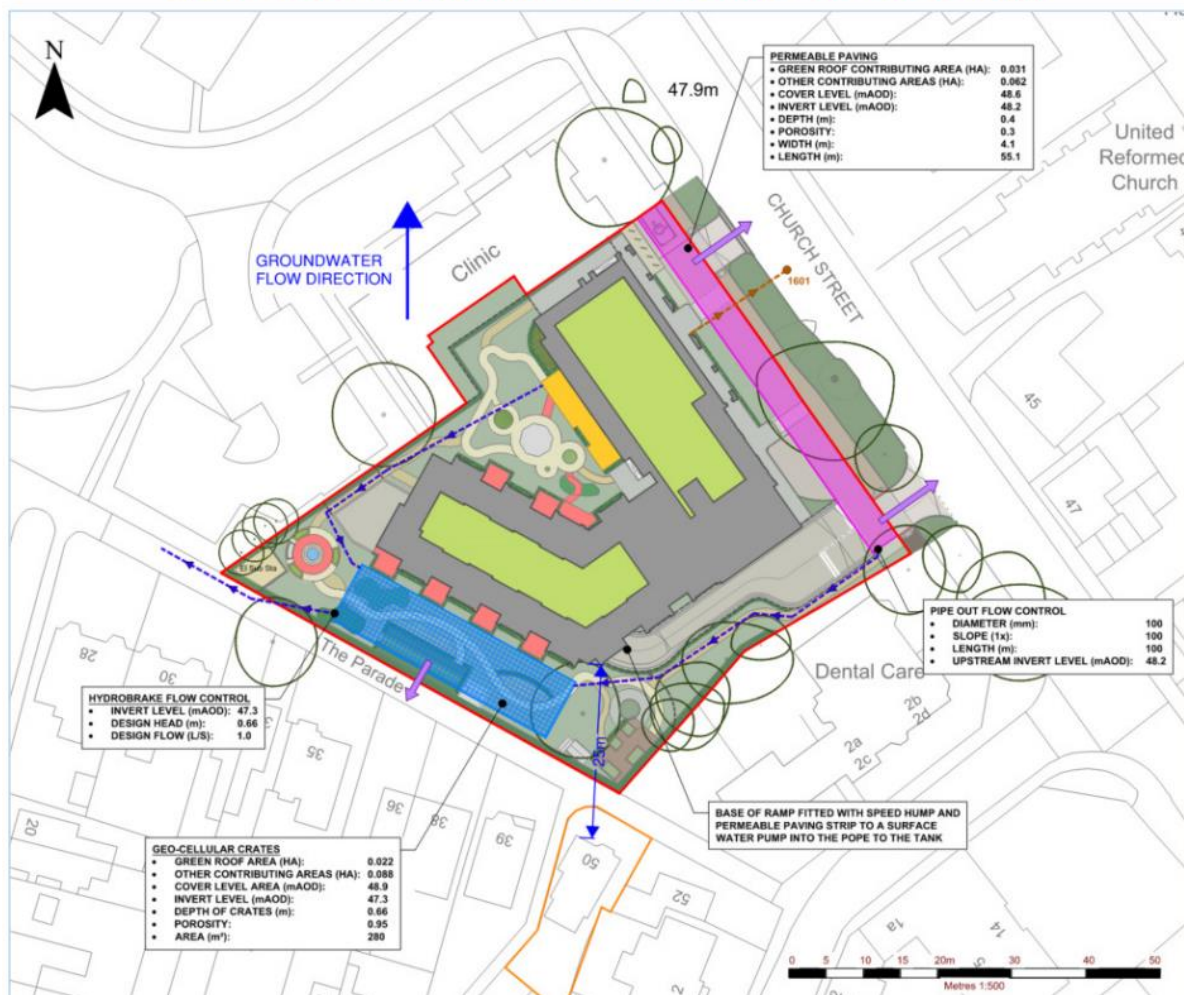 N
47.9m
PERMEABLE PAVING
• GREEN ROOF CONTRIBUTING AREA (HA): 0.031
• OTHER CONTRIBUTING AREAS (HA): 0.062
• COVER LEVEL (mAOD): 48.6
• INVERT LEVEL (mAOD): 48.2
• DEPTH (m): 0.4
• POROSITY: 0.3
• WIDTH (m): 4.1
• LENGTH (m): 55.1
United
Reformed
Church
CHURCH STREET
GROUNDWATER
FLOW DIRECTION
Clinic
1601
45
47
El Sub Sta
The Parade
PIPE OUT FLOW CONTROL
• DIAMETER (mm): 100
• SLOPE (1x): 100
• LENGTH (m): 100
• UPSTREAM INVERT LEVEL (mAOD): 48.2
Dental Care
2b
2d
2a
2c
28
HYDROBRAKE FLOW CONTROL
• INVERT LEVEL (mAOD): 47.3
• DESIGN HEAD (m): 0.66
• DESIGN FLOW (L/S): 1.0
35
36
38
39
20
25m
50
52
BASE OF RAMP FITTED WITH SPEED HUMP AND
PERMEABLE PAVING STRIP TO A SURFACE
WATER PUMP INTO THE POPE TO THE TANK
GEO-CELLULAR CRATES
• GREEN ROOF AREA (HA): 0.022
• OTHER CONTRIBUTING AREAS (HA): 0.088
• COVER LEVEL AREA (mAOD): 48.9
• INVERT LEVEL (mAOD): 47.3
• DEPTH OF CRATES (m): 0.66
• POROSITY: 0.95
• AREA (m²): 280
1a
14
0 5 10 15 20m 30 40 50
Metres 1:500